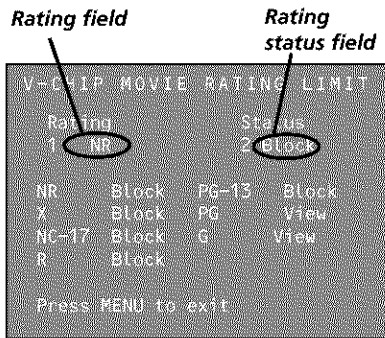 Rating field
Rating
status field
V-CHIP MOVIE RATING LIMIT
Rating Status
1 NR 2 Block
NR Block PG-13 Block
X Block PG View
NC-17 Block G View
R Block
Press MENU to exit